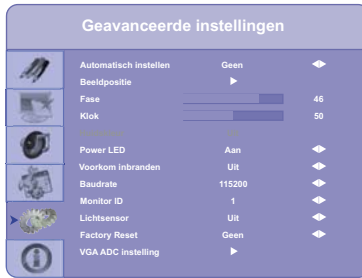 Geavanceerde instellingen
Automatisch instellen Geen
Beeldpositie
Fase 46
Klok 50
Power LED Aan
Voorkom inbranden Uit
Baudrate 115200
Monitor ID 1
Lichtsensor Uit
Factory Reset Geen
VGA ADC instelling